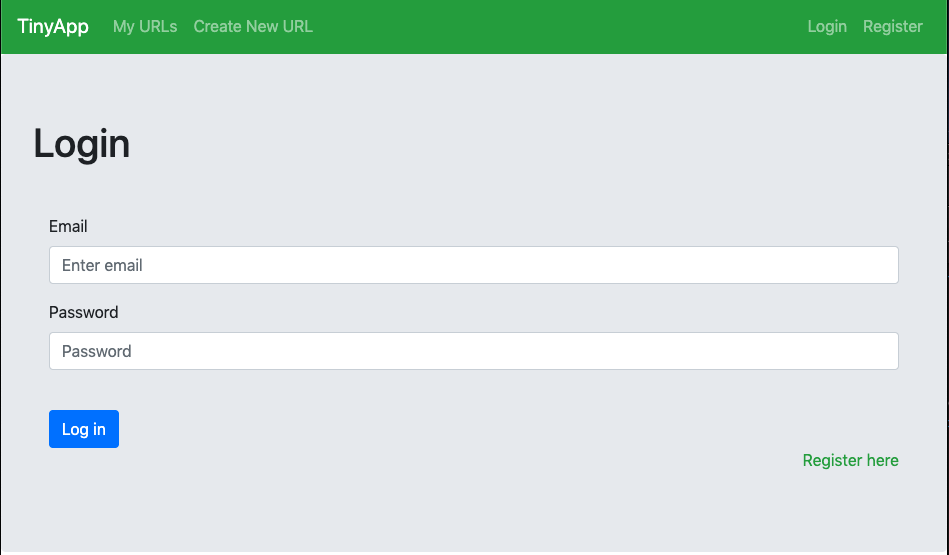 TinyApp My URLs Create New URL Login Register
Login
Email
Enter email
Password
Password
Log in
Register here